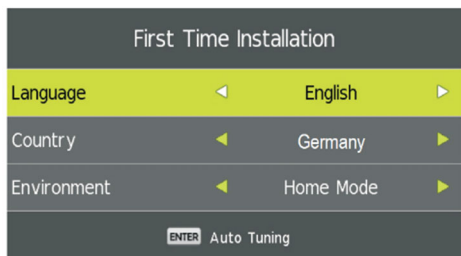 First Time Installation
Language English
Country Germany
Environment Home Mode
ENTER Auto Tuning